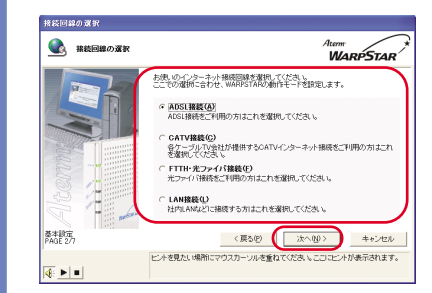 接続回線の選択
接続回線の選択
Aterm
WARPSTAR
お使いのインターネット接続回線を選択してください。
ここでの選択に合わせ、WARPSTARの動作モードを設定します。
ADSL接続(A)
ADSL接続をご利用の方はこれを選択してください。
CATV接続(C)
各ケーブルTV会社が提供するCATVインターネット接続をご利用の方はこれ
を選択してください。
FTTH・光ファイバ接続(F)
光ファイバ接続をご利用の方はこれを選択してください。
LAN接続(L)
社内LANなどに接続する方はこれを選択してください。
Aterm
基本設定
PAGE 2/7
< 戻る(P)
次へ(N) >
キャンセル
ヒントを見たい場所にマウスカーソルを重ねてください。ここにヒントが表示されます。